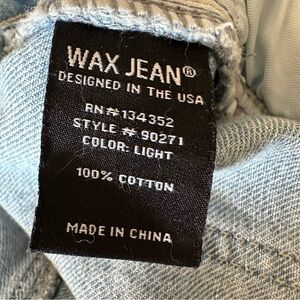 WAX JEAN®
DESIGNED IN THE USA
RN#134352
STYLE # 90271
COLOR: LIGHT
100% COTTON
MADE IN CHINA